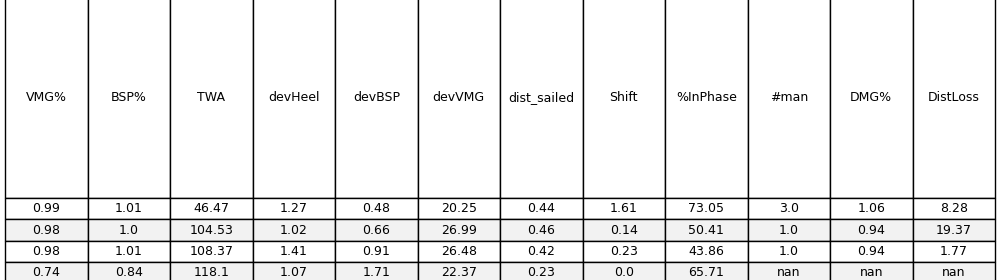 VMG% BSP% TWA devHeel devBSP devVMG dist_sailed Shift %InPhase #man DMG% DistLoss
0.99 1.01 46.47 1.27 0.48 20.25 0.44 1.61 73.05 3.0 1.06 8.28
0.98 1.0 104.53 1.02 0.66 26.99 0.46 0.14 50.41 1.0 0.94 19.37
0.98 1.01 108.37 1.41 0.91 26.48 0.42 0.23 43.86 1.0 0.94 1.77
0.74 0.84 118.1 1.07 1.71 22.37 0.23 0.0 65.71 nan nan nan